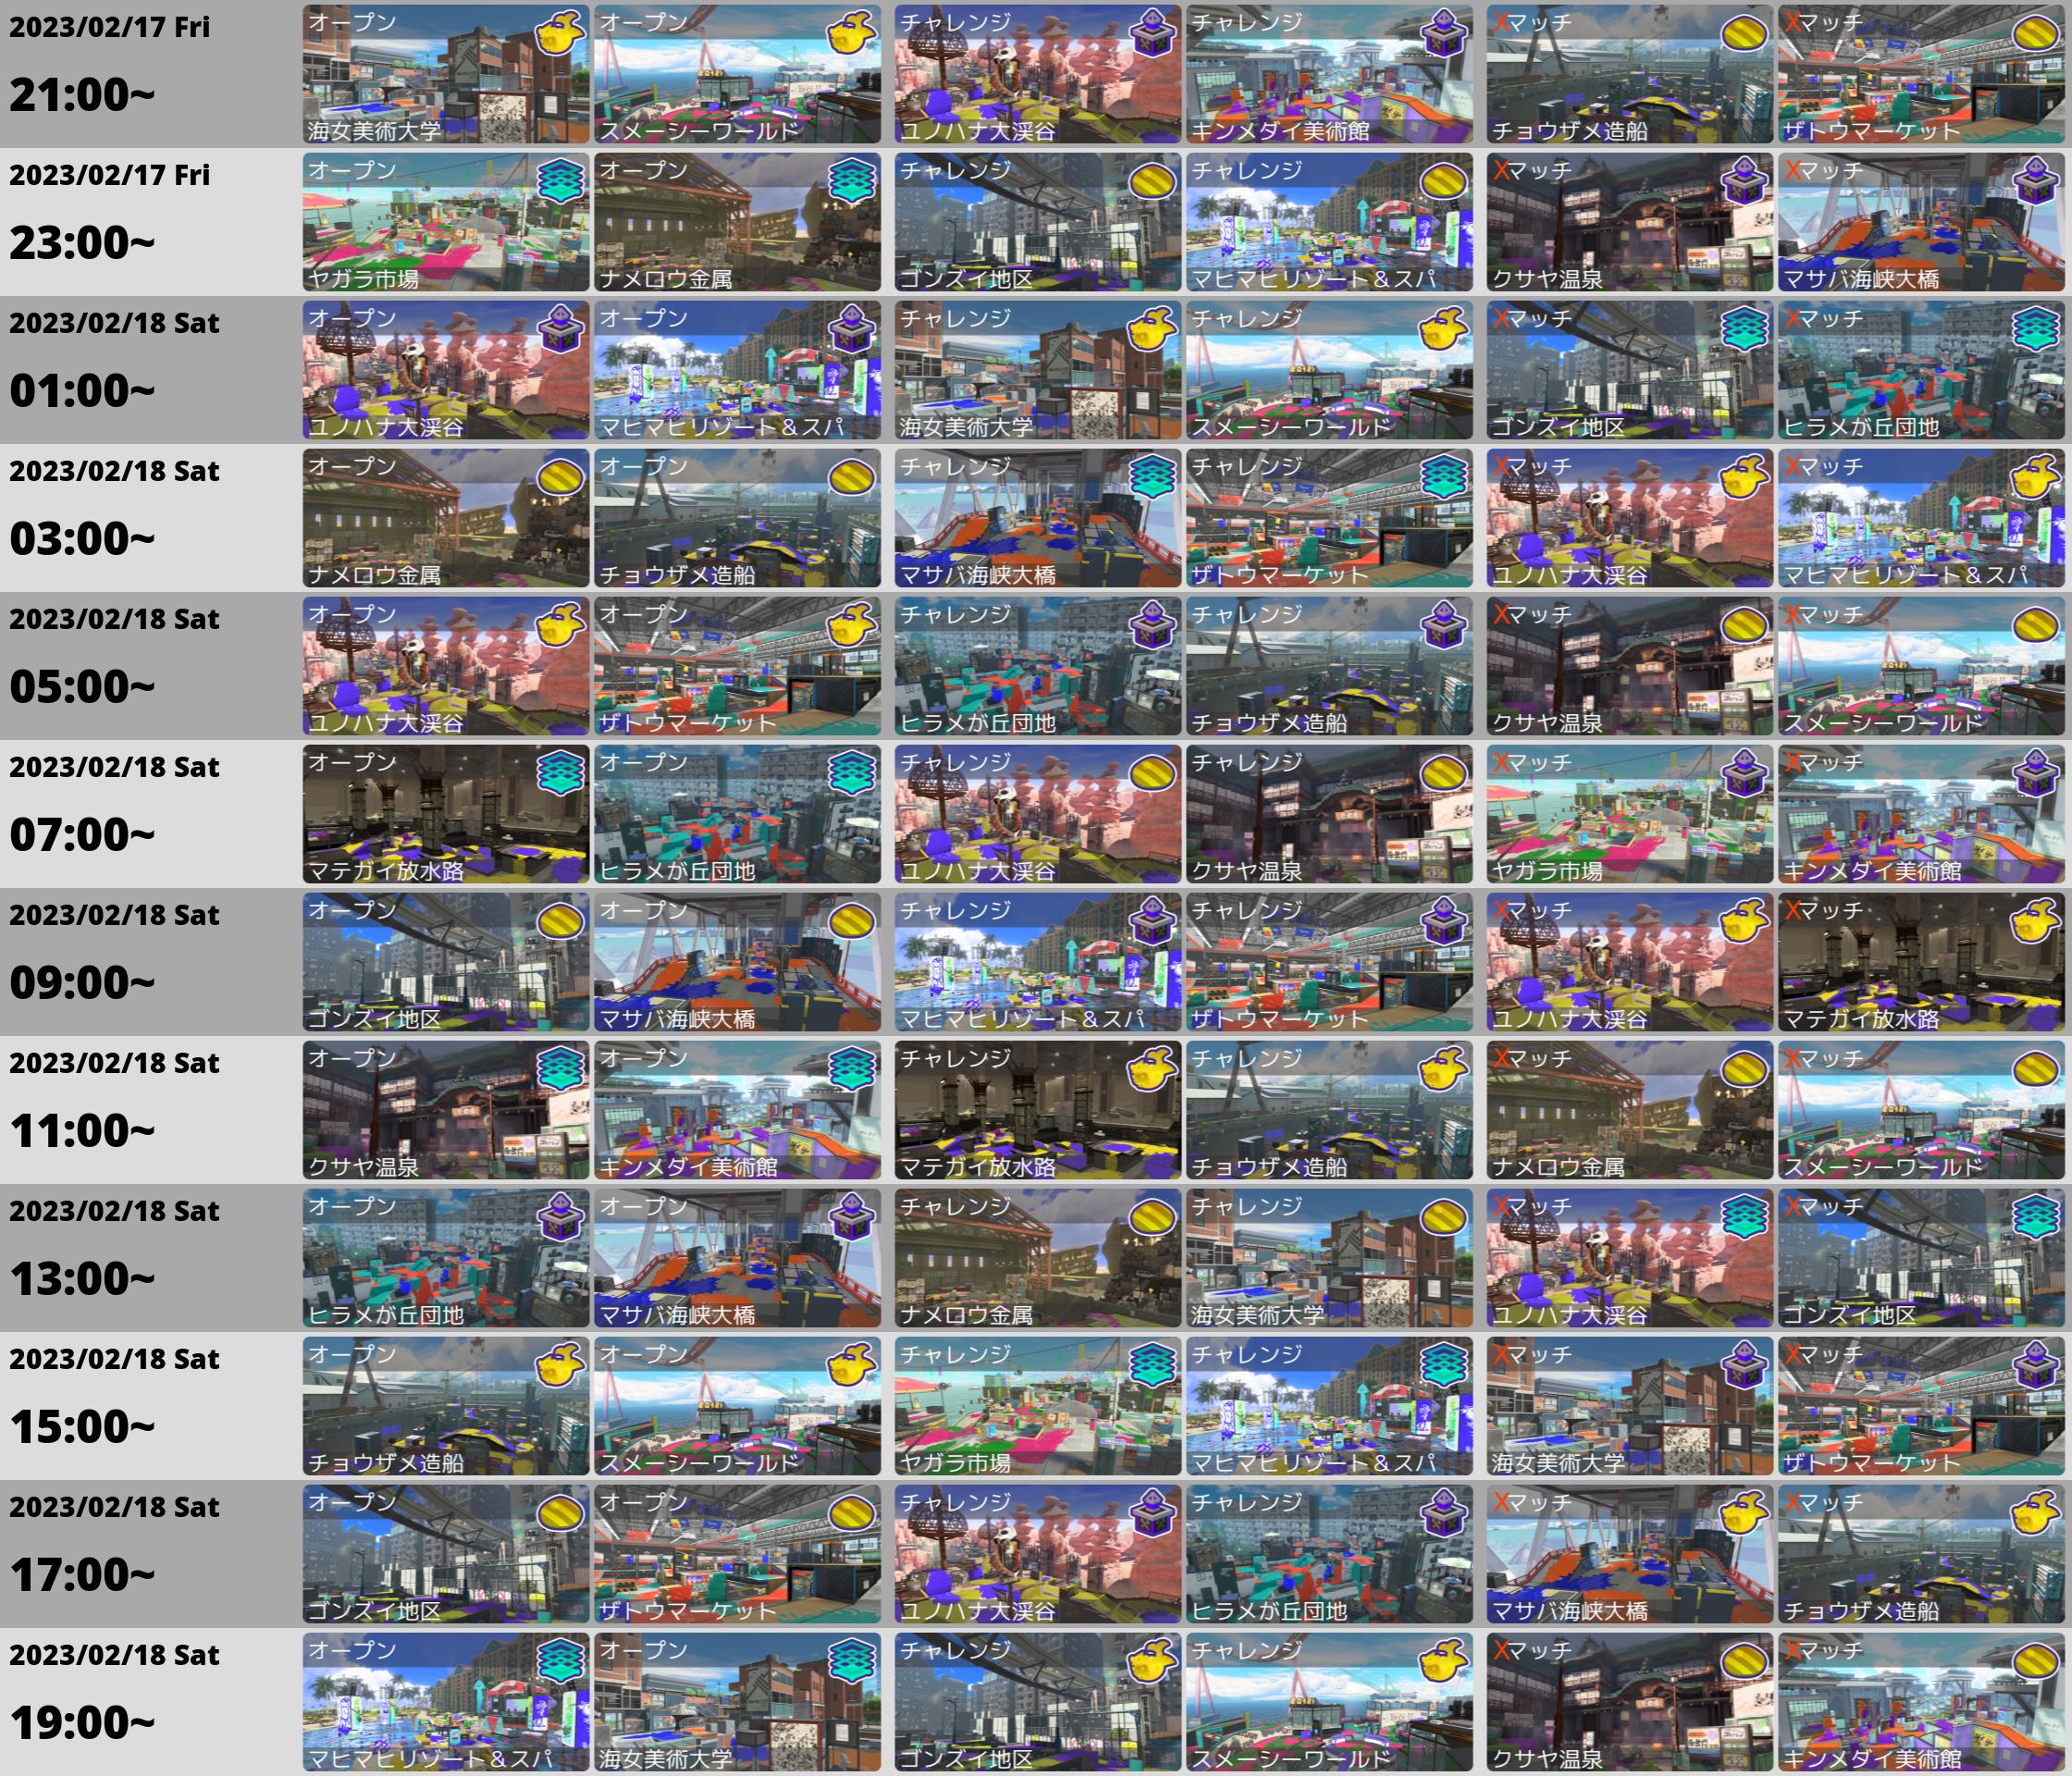 2023/02/17 Fri
21:00~
オープン オープン チャレンジ チャレンジ Xマッチ Xマッチ
海女美術大学 スメーシーワールド ユノハナ大渓谷 キンメダイ美術館 チョウザメ造船 ザトウマーケット
2023/02/17 Fri
23:00~
オープン オープン チャレンジ チャレンジ Xマッチ Xマッチ
ヤガラ市場 ナメロウ金属 ゴンズイ地区 マヒマヒリゾート＆スパ クサヤ温泉 マサバ海峡大橋
2023/02/18 Sat
01:00~
オープン オープン チャレンジ チャレンジ Xマッチ Xマッチ
ユノハナ大渓谷 マヒマヒリゾート＆スパ 海女美術大学 スメーシーワールド ゴンズイ地区 ヒラメが丘団地
2023/02/18 Sat
03:00~
オープン オープン チャレンジ チャレンジ Xマッチ Xマッチ
ナメロウ金属 チョウザメ造船 マサバ海峡大橋 ザトウマーケット ユノハナ大渓谷 マヒマヒリゾート＆スパ
2023/02/18 Sat
05:00~
オープン オープン チャレンジ チャレンジ Xマッチ Xマッチ
ユノハナ大渓谷 ザトウマーケット ヒラメが丘団地 チョウザメ造船 クサヤ温泉 スメーシーワールド
2023/02/18 Sat
07:00~
オープン オープン チャレンジ チャレンジ Xマッチ Xマッチ
マテガイ放水路 ヒラメが丘団地 ユノハナ大渓谷 クサヤ温泉 ヤガラ市場 キンメダイ美術館
2023/02/18 Sat
09:00~
オープン オープン チャレンジ チャレンジ Xマッチ Xマッチ
ゴンズイ地区 マサバ海峡大橋 マヒマヒリゾート＆スパ ザトウマーケット ユノハナ大渓谷 マテガイ放水路
2023/02/18 Sat
11:00~
オープン オープン チャレンジ チャレンジ Xマッチ Xマッチ
クサヤ温泉 キンメダイ美術館 マテガイ放水路 チョウザメ造船 ナメロウ金属 スメーシーワールド
2023/02/18 Sat
13:00~
オープン オープン チャレンジ チャレンジ Xマッチ Xマッチ
ヒラメが丘団地 マサバ海峡大橋 ナメロウ金属 海女美術大学 ユノハナ大渓谷 ゴンズイ地区
2023/02/18 Sat
15:00~
オープン オープン チャレンジ チャレンジ Xマッチ Xマッチ
チョウザメ造船 スメーシーワールド ヤガラ市場 マヒマヒリゾート＆スパ 海女美術大学 ザトウマーケット
2023/02/18 Sat
17:00~
オープン オープン チャレンジ チャレンジ Xマッチ Xマッチ
ゴンズイ地区 ザトウマーケット ユノハナ大渓谷 ヒラメが丘団地 マサバ海峡大橋 チョウザメ造船
2023/02/18 Sat
19:00~
オープン オープン チャレンジ チャレンジ Xマッチ Xマッチ
マヒマヒリゾート＆スパ 海女美術大学 ゴンズイ地区 スメーシーワールド クサヤ温泉 キンメダイ美術館